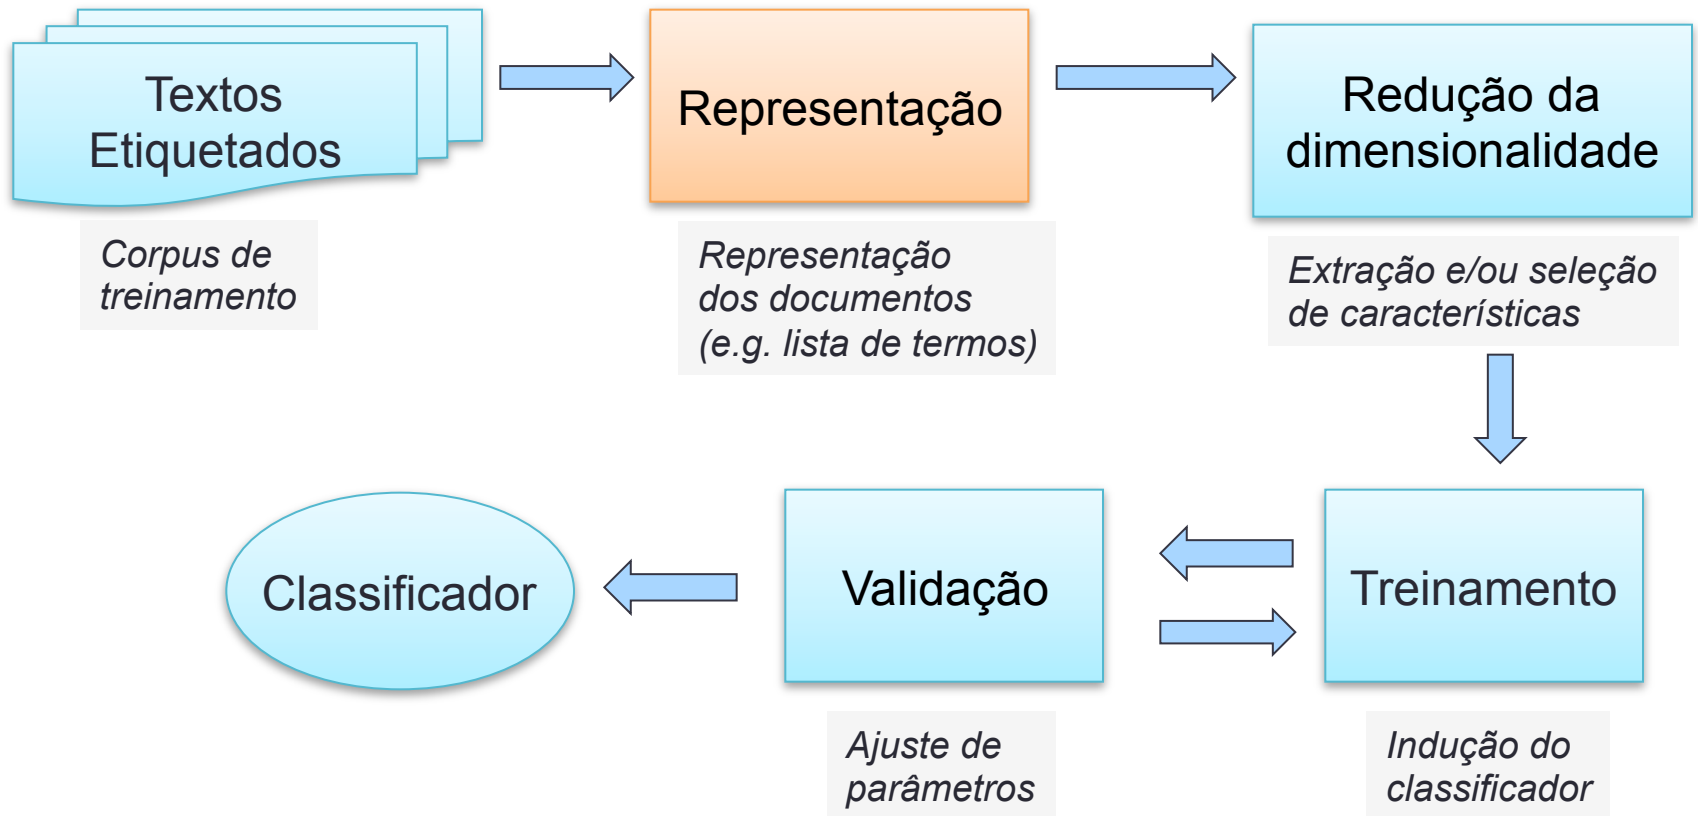 Textos
Etiquetados
Corpus de
treinamento
Representação
Representação
dos documentos
(e.g. lista de termos)
Redução da
dimensionalidade
Extração e/ou seleção
de características
Treinamento
Indução do
classificador
Validação
Ajuste de
parâmetros
Classificador